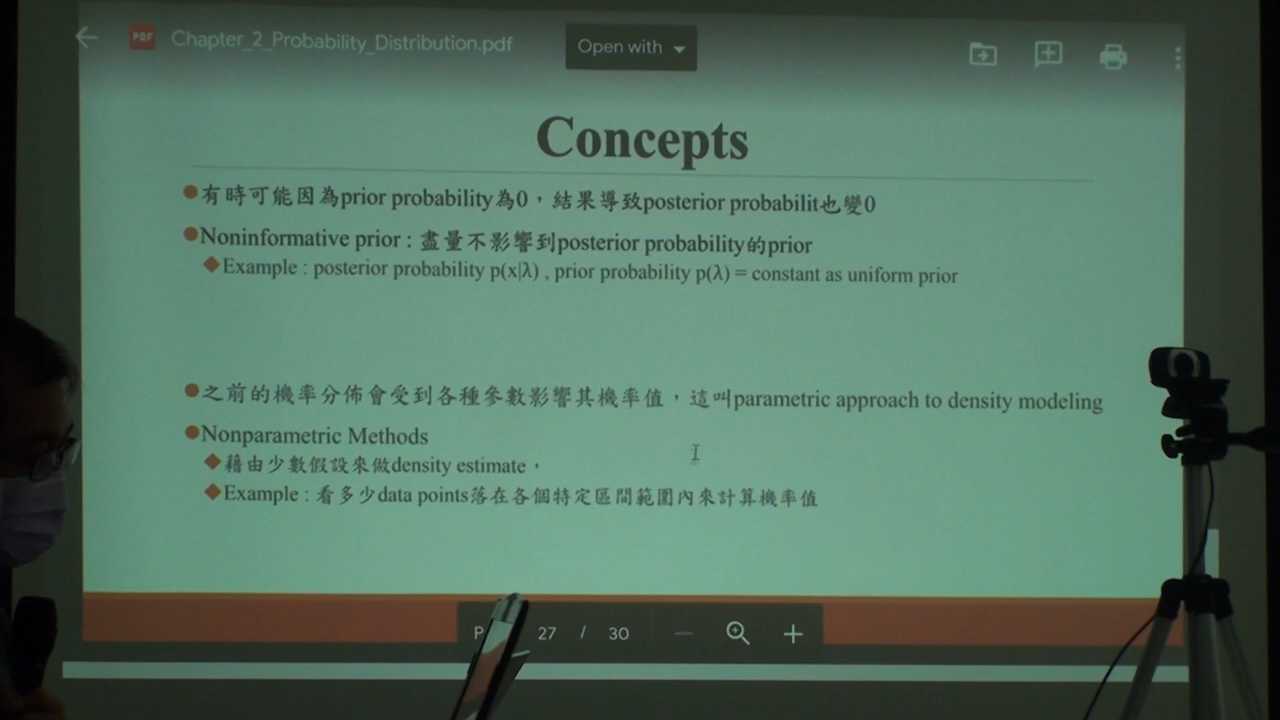 PDF Chapter_2_Probability_Distribution.pdf
Open with
Concepts
有時可能因為prior probability為0，結果導致posterior probabilit也變0
Noninformative prior : 盡量不影響到posterior probability的prior
Example : posterior probability p(x|λ) , prior probability p(λ) = constant as uniform prior
之前的機率分佈會受到各種參數影響其機率值，這叫parametric approach to density modeling
Nonparametric Methods
藉由少數假設來做density estimate，
Example : 看多少data points落在各個特定區間範圍內來計算機率值
27 / 30